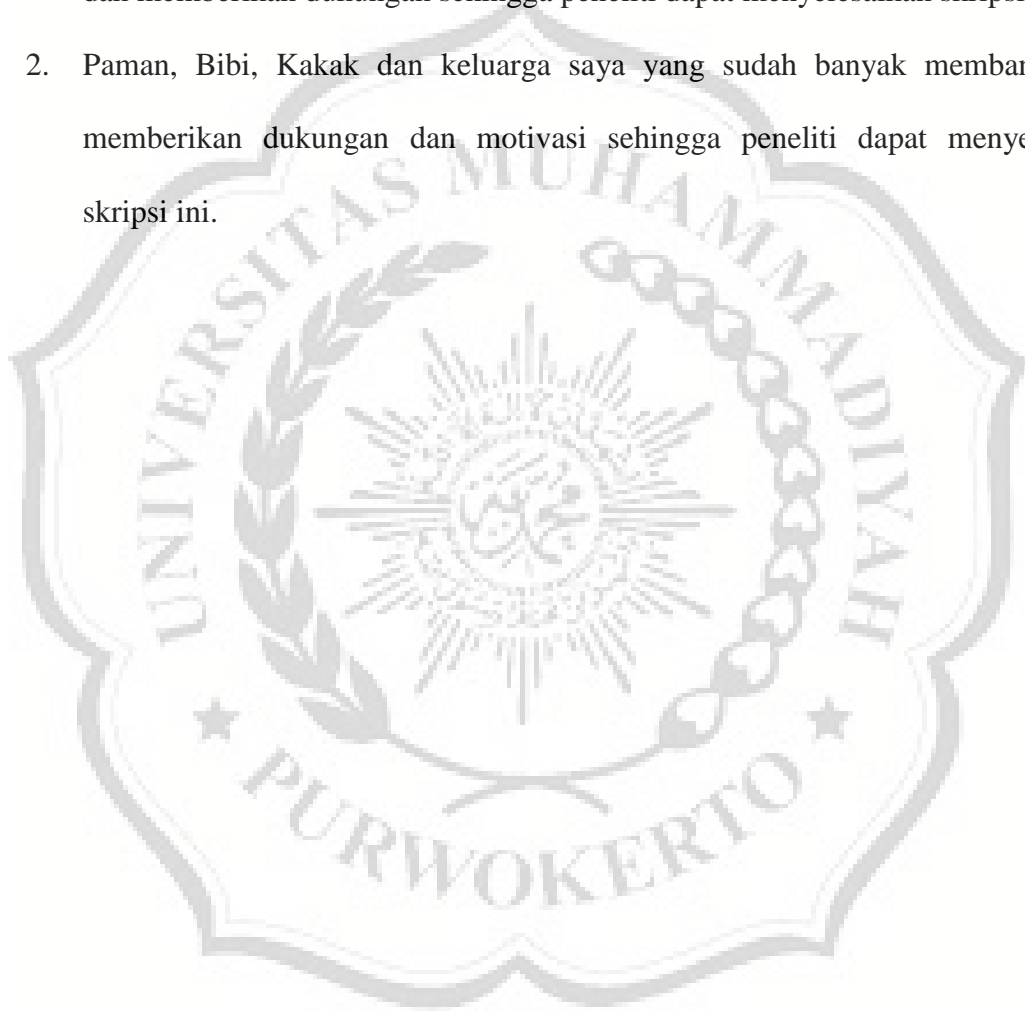 dan memberikan dukungan sehingga peneliti dapat menyelesaikan skripsi
2. Paman, Bibi, Kakak dan keluarga saya yang sudah banyak memban
memberikan dukungan dan motivasi sehingga peneliti dapat menye
skripsi ini.
UNIVERSITAS MUHAMMADIYAH
PURWOKERTO